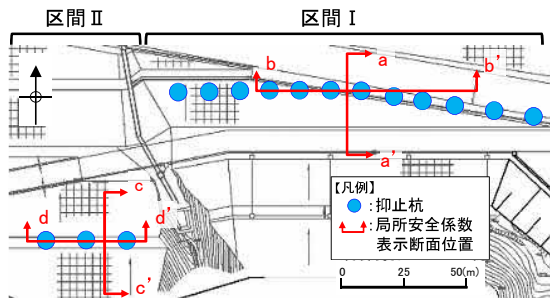 区間Ⅱ
区間Ⅰ
b
a
b'
a'
c
d
d'
c'
【凡例】
:抑止杭
:局所安全係数
表示断面位置
0
25
50(m)